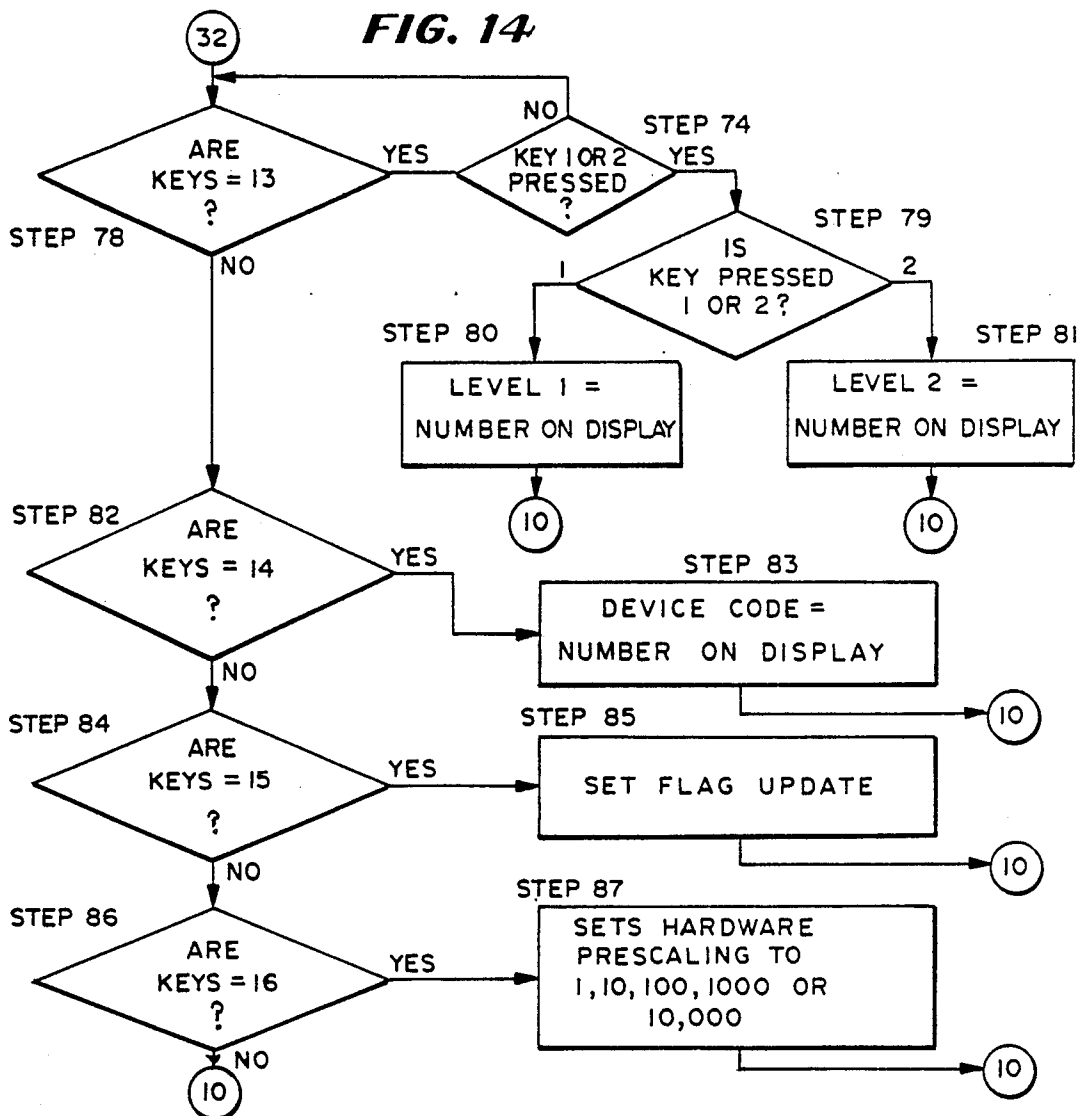 FIG. 14
32
NO
STEP 74
ARE
KEYS = 13
?
YES
KEY 1 OR 2
PRESSED
?
YES
STEP 78
NO
STEP 79
IS
KEY PRESSED
1 OR 2?
1
2
STEP 80
STEP 81
LEVEL 1 =
NUMBER ON DISPLAY
LEVEL 2 =
NUMBER ON DISPLAY
10
10
STEP 82
ARE
KEYS = 14
?
YES
NO
STEP 83
DEVICE CODE =
NUMBER ON DISPLAY
10
STEP 84
ARE
KEYS = 15
?
YES
NO
STEP 85
SET FLAG UPDATE
10
STEP 86
ARE
KEYS = 16
?
YES
NO
STEP 87
SETS HARDWARE
PRESCALING TO
1,10,100,1000 OR
10,000
10
10